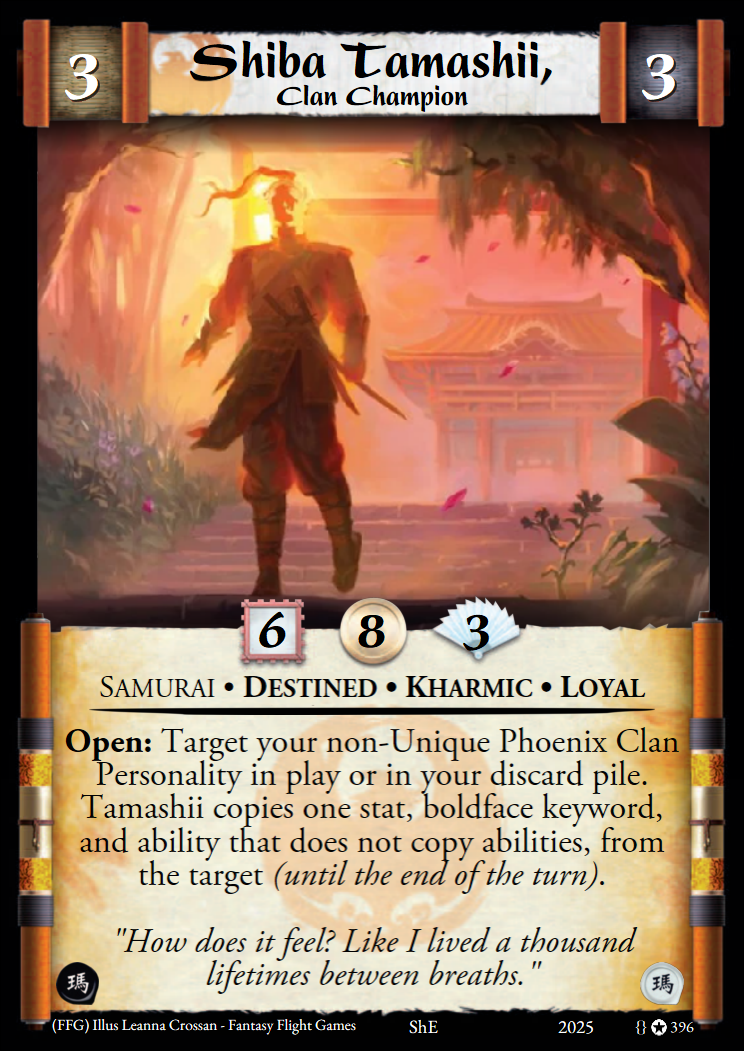 3
Shiba Tamashii,
Clan Champion
3
6 8 3
SAMURAI • DESTINED • KHARMIC • LOYAL
Open: Target your non-Unique Phoenix Clan
Personality in play or in your discard pile.
Tamashii copies one stat, boldface keyword,
and ability that does not copy abilities, from
the target (until the end of the turn).
"How does it feel? Like I lived a thousand
lifetimes between breaths."
瑪
瑪
(FFG) Illus Leanna Crossan - Fantasy Flight Games ShE 2025 {} ✪ 396